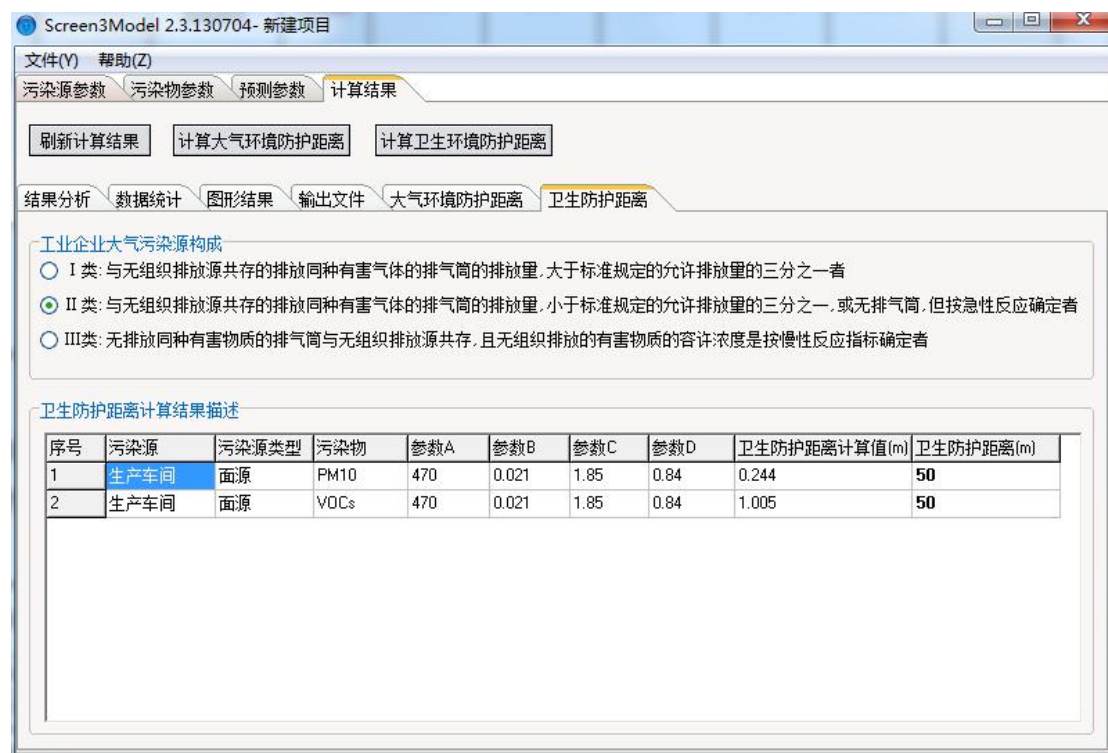 Screen3Model 2.3.130704- 新建项目
文件(Y) 帮助(Z)
污染源参数 污染物参数 预测参数 计算结果
刷新计算结果 计算大气环境防护距离 计算卫生环境防护距离
结果分析 数据统计 图形结果 输出文件 大气环境防护距离 卫生防护距离
工业企业大气污染源构成
I 类: 与无组织排放源共存的排放同种有害气体的排气筒的排放量,大于标准规定的允许排放量的三分之一者
II 类: 与无组织排放源共存的排放同种有害气体的排气筒的排放量,小于标准规定的允许排放量的三分之一,或无排气筒,但按急性反应确定者
III类: 无排放同种有害物质的排气筒与无组织排放源共存,且无组织排放的有害物质的容许浓度是按慢性反应指标确定者
卫生防护距离计算结果描述
序号 污染源 污染源类型 污染物 参数A 参数B 参数C 参数D 卫生防护距离计算值(m) 卫生防护距离(m)
1 生产车间 面源 PM10 470 0.021 1.85 0.84 0.244 50
2 生产车间 面源 VOCs 470 0.021 1.85 0.84 1.005 50